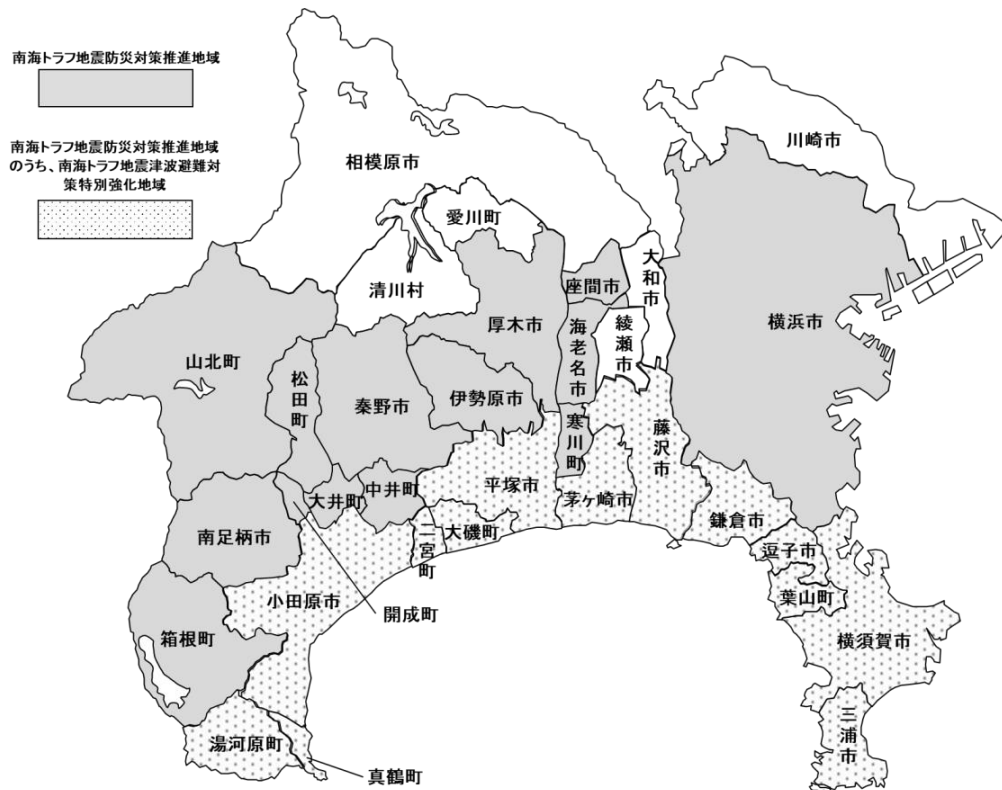 南海トラフ地震防災対策推進地域
南海トラフ地震防災対策推進地域
のうち、南海トラフ地震津波避難対
策特別強化地域
川崎市
相模原市
愛川町
大和市
清川村
座間市
横浜市
厚木市
海老名市
綾瀬市
山北町
松田町
秦野市
伊勢原市
寒川町
藤沢市
大井町
中井町
平塚市
茅ヶ崎市
鎌倉市
南足柄市
二宮町
大磯町
逗子市
小田原市
開成町
葉山町
箱根町
横須賀市
三浦市
湯河原町
真鶴町